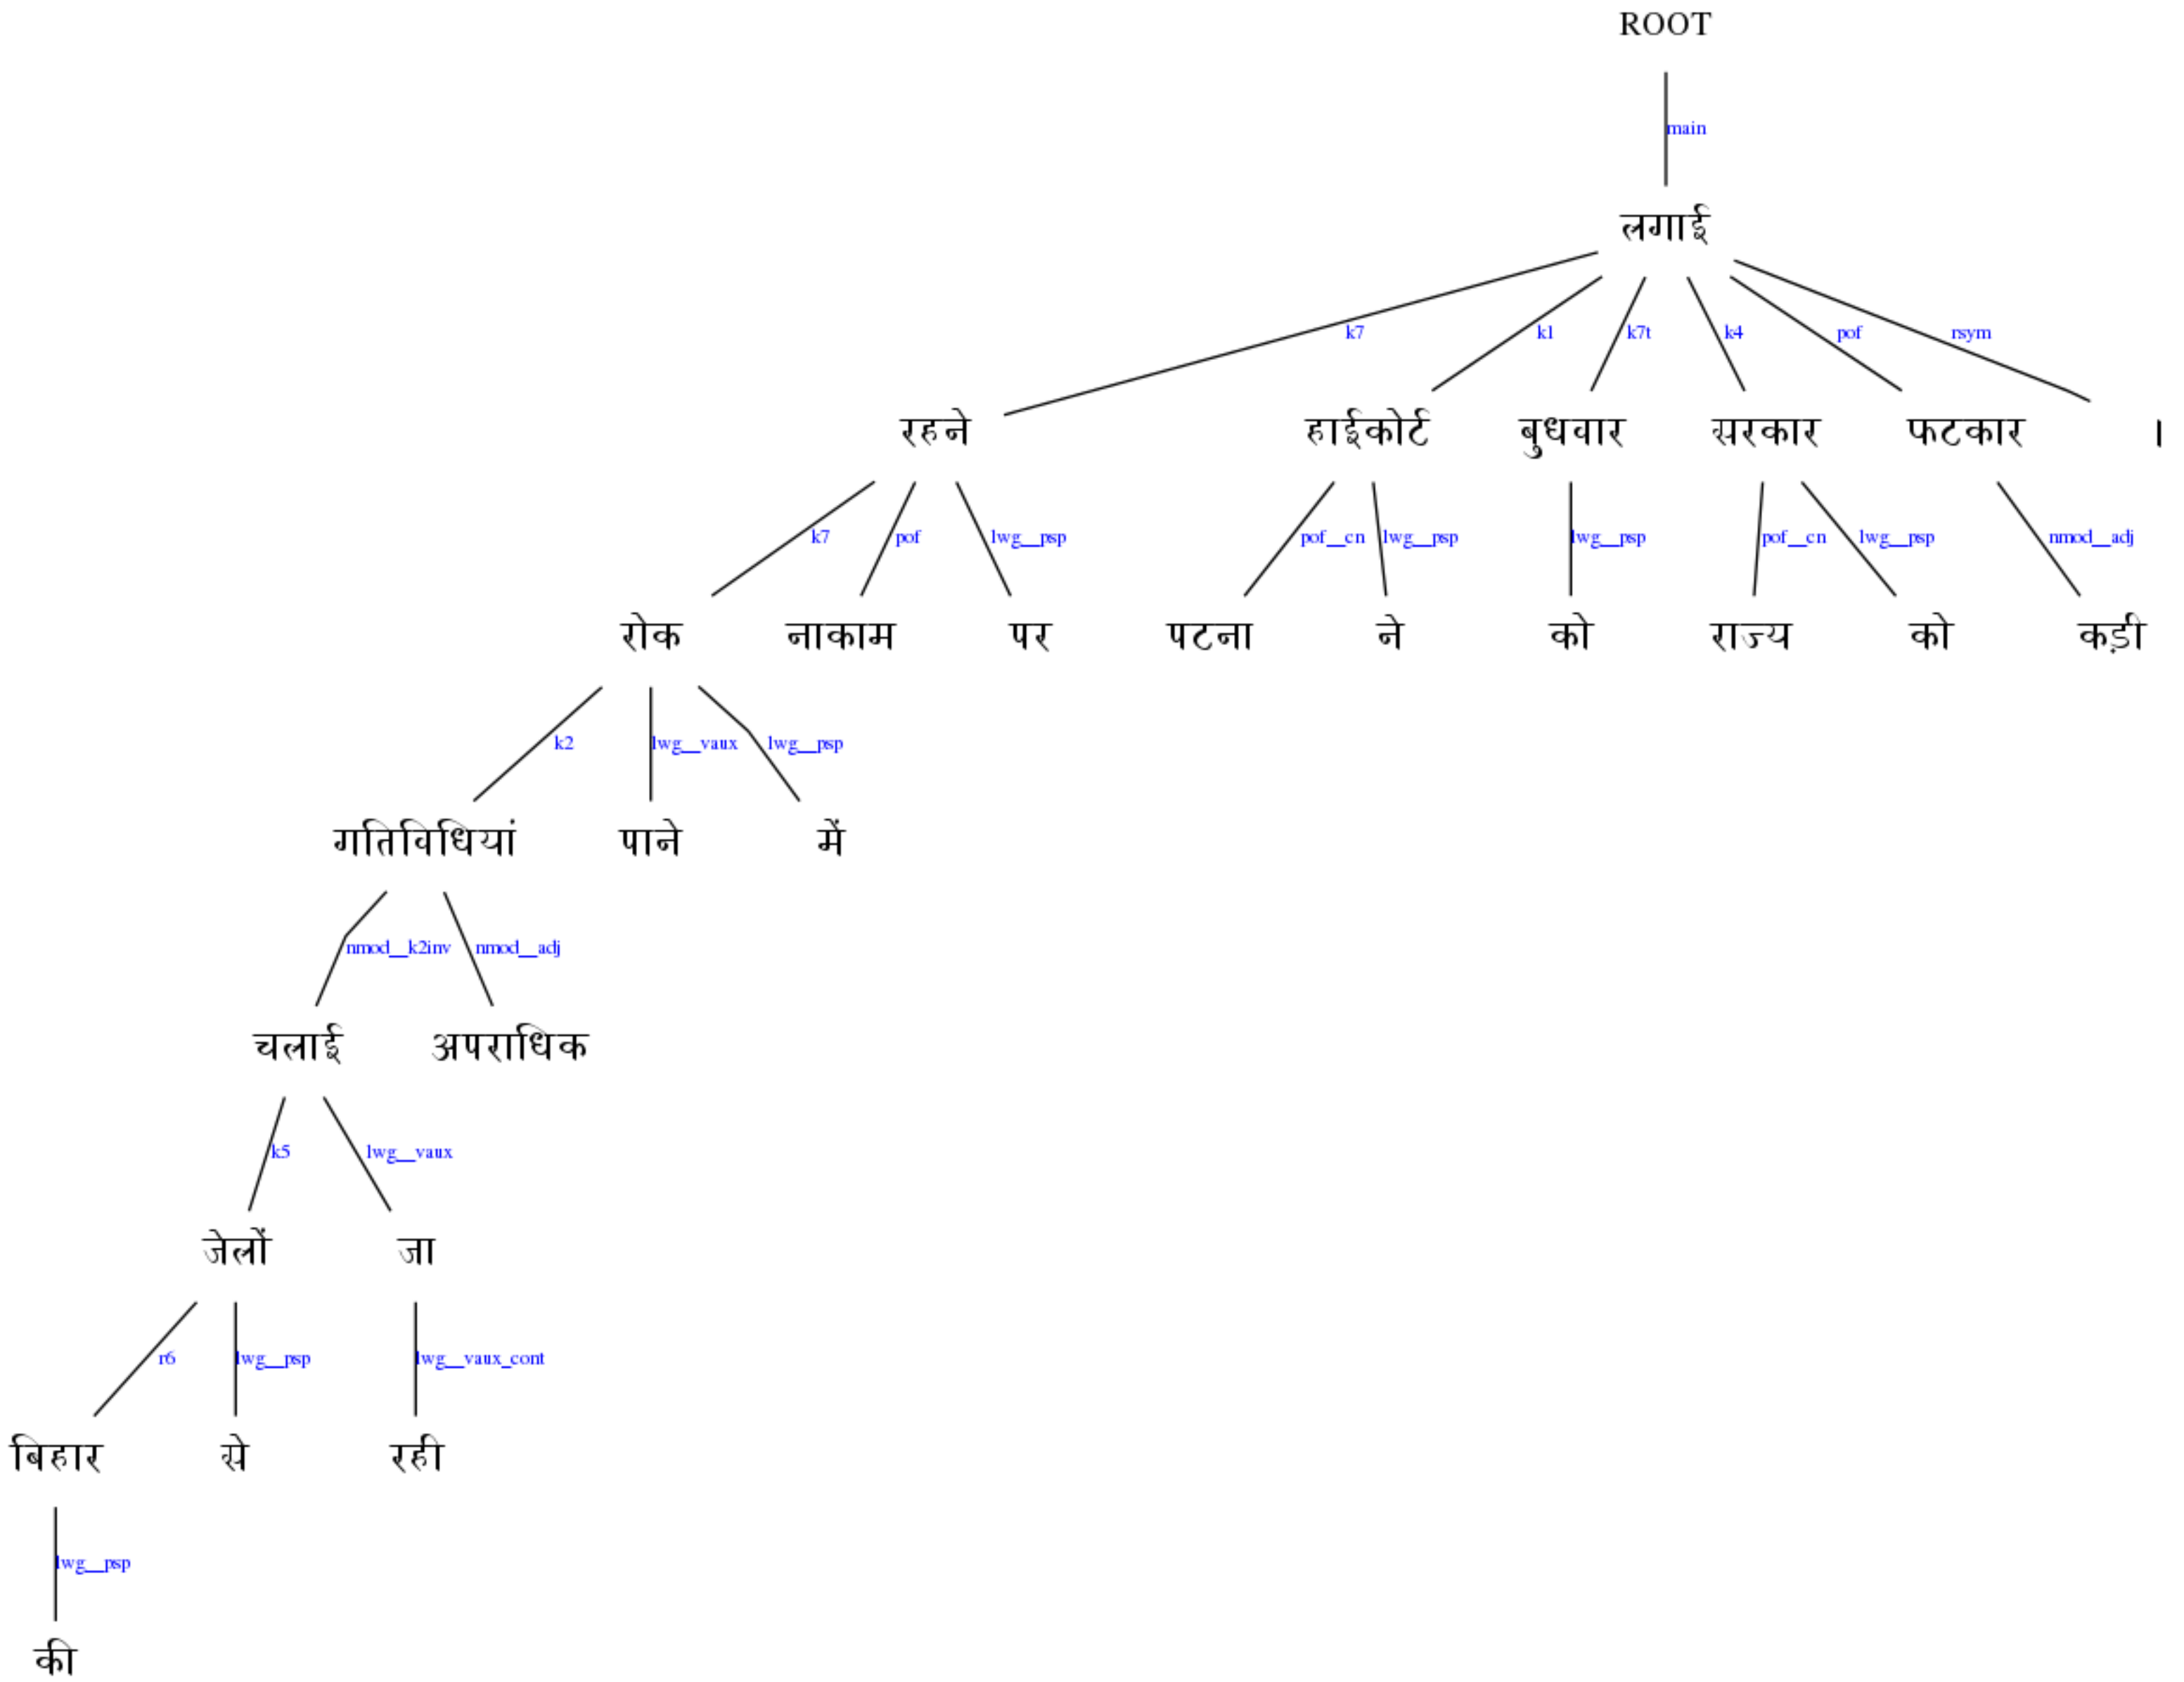 ROOT
main
लगाई
k7 k1 k7t k4 pof rsym
रहने हाईकोर्ट बुधवार सरकार फटकार ।
k7 pof lwg__psp pof__cn lwg__psp lwg__psp pof__cn lwg__psp nmod__adj
रोक नाकाम पर पटना ने को राज्य को कड़ी
k2 lwg__vaux lwg__psp
गतिविधियां पाने में
nmod__k2inv nmod__adj
चलाई अपराधिक
k5 lwg__vaux
जेलों जा
r6 lwg__psp lwg__vaux_cont
बिहार से रही
lwg__psp
की